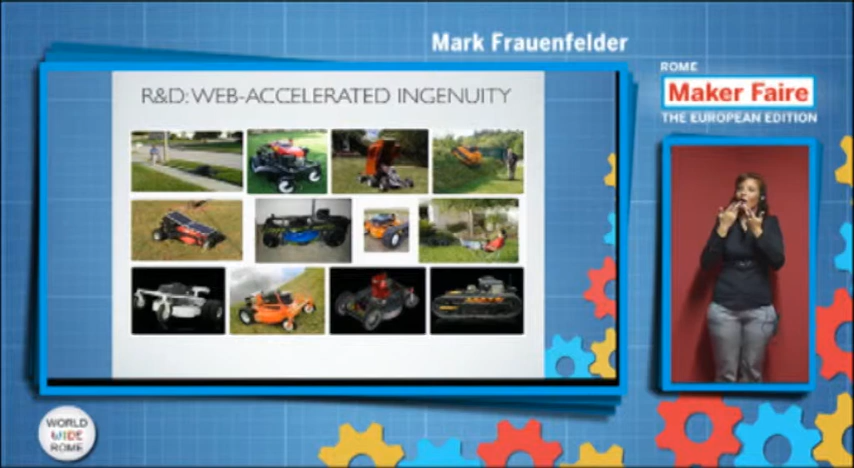 Mark Frauenfelder
R&D: WEB-ACCELERATED INGENUITY
ROME
Maker Faire
THE EUROPEAN EDITION
WORLD
WIDE
ROME